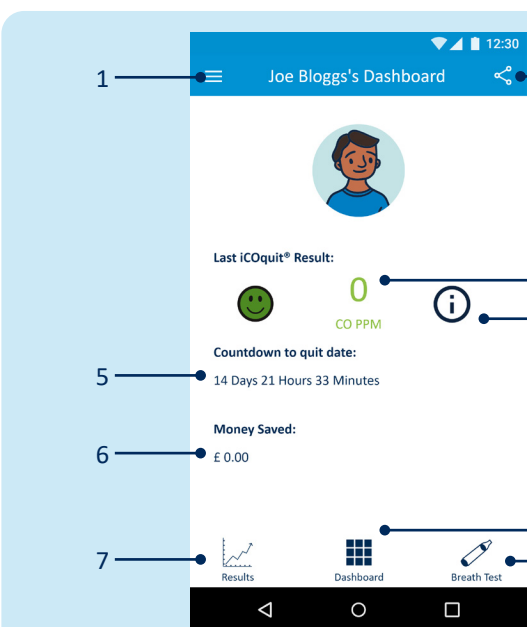 12:30
1
Joe Bloggs's Dashboard
Last iCOquit® Result:
0
CO PPM
Countdown to quit date:
5
14 Days 21 Hours 33 Minutes
Money Saved:
6
£ 0.00
7
Results
Dashboard
Breath Test